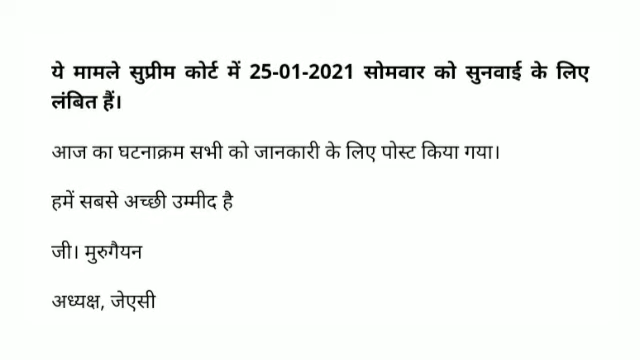 ये मामले सुप्रीम कोर्ट में 25-01-2021 सोमवार को सुनवाई के लिए
लंबित हैं।
आज का घटनाक्रम सभी को जानकारी के लिए पोस्ट किया गया।
हमें सबसे अच्छी उम्मीद है
जी। मुरुगैयन
अध्यक्ष, जेएसी